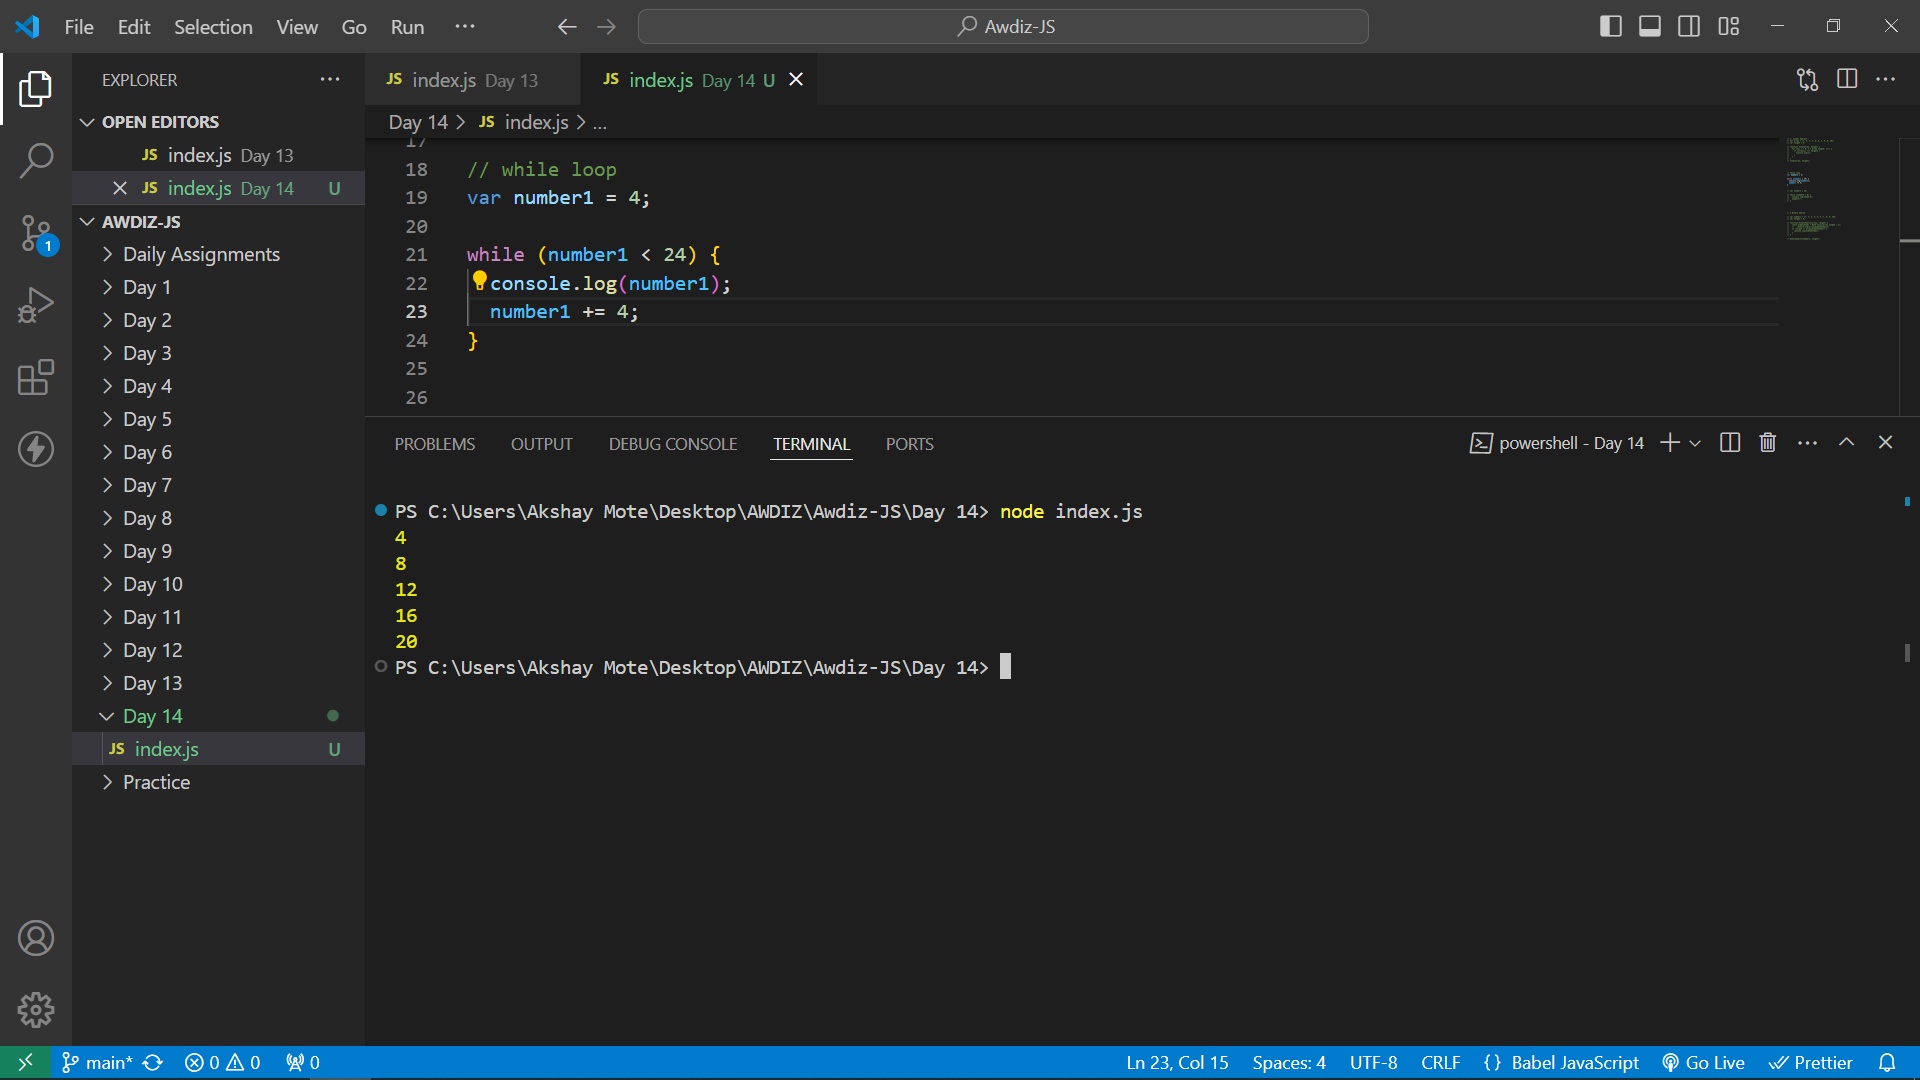 File Edit Selection View Go Run ··· Awdiz-JS
EXPLORER
OPEN EDITORS
JS index.js Day 13
JS index.js Day 14 U
AWDIZ-JS
Daily Assignments
Day 1
Day 2
Day 3
Day 4
Day 5
Day 6
Day 7
Day 8
Day 9
Day 10
Day 11
Day 12
Day 13
Day 14
JS index.js U
Practice
1
JS index.js Day 13 JS index.js Day 14 U
Day 14 > JS index.js > ...
17
18 // while loop
19 var number1 = 4;
20
21 while (number1 < 24) {
22 console.log(number1);
23 number1 += 4;
24 }
25
26
PROBLEMS OUTPUT DEBUG CONSOLE TERMINAL PORTS powershell - Day 14
PS C:\Users\Akshay Mote\Desktop\AWDIZ\Awdiz-JS\Day 14> node index.js
4
8
12
16
20
PS C:\Users\Akshay Mote\Desktop\AWDIZ\Awdiz-JS\Day 14>
main* 0 0 0 Ln 23, Col 15 Spaces: 4 UTF-8 CRLF {} Babel JavaScript Go Live Prettier